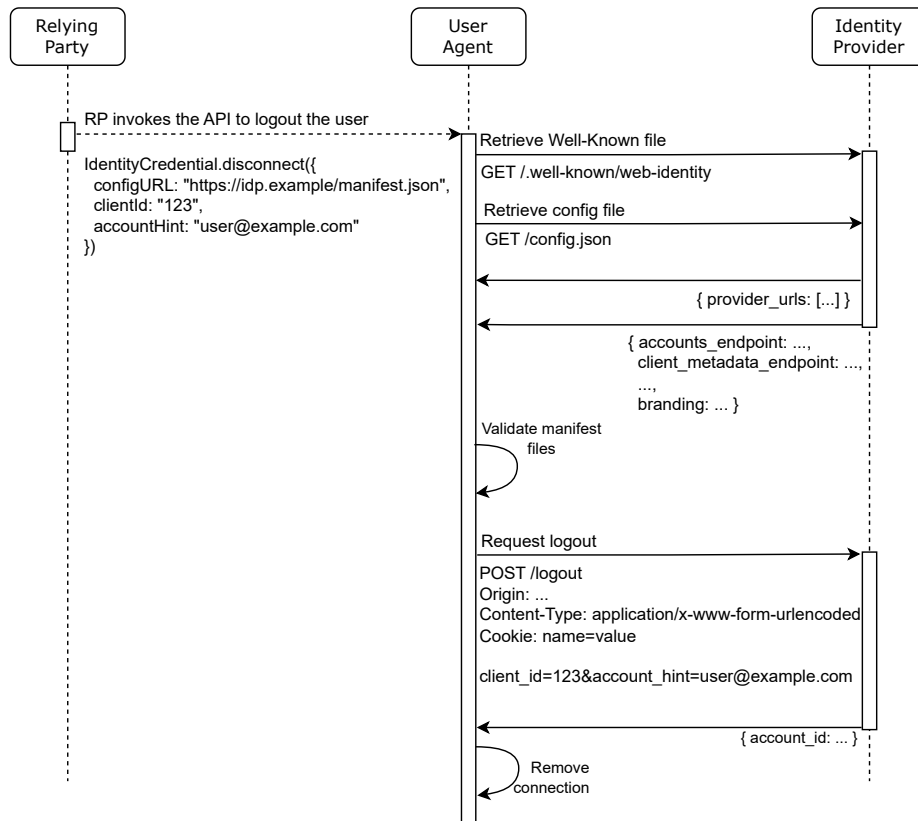 Relying
Party
User
Agent
Identity
Provider
RP invokes the API to logout the user
IdentityCredential.disconnect({
configURL: "https://idp.example/manifest.json",
clientId: "123",
accountHint: "user@example.com"
})
Retrieve Well-Known file
GET /.well-known/web-identity
Retrieve config file
GET /config.json
{ provider_urls: [...] }
{ accounts_endpoint: ...,
client_metadata_endpoint: ...,
...,
branding: ... }
Validate manifest
files
Request logout
POST /logout
Origin: ...
Content-Type: application/x-www-form-urlencoded
Cookie: name=value
client_id=123&account_hint=user@example.com
{ account_id: ... }
Remove
connection